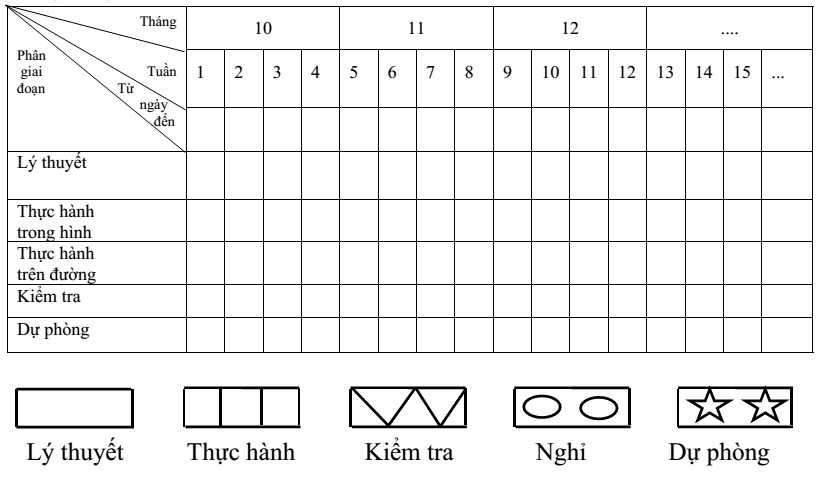 Tháng
10 11 12 ....
Phân
giai
đoạn
Tuần
Từ
ngày
đến
1 2 3 4 5 6 7 8 9 10 11 12 13 14 15 ...
Lý thuyết
Thực hành
trong hình
Thực hành
trên đường
Kiểm tra
Dự phòng
Lý thuyết Thực hành Kiểm tra Nghỉ Dự phòng